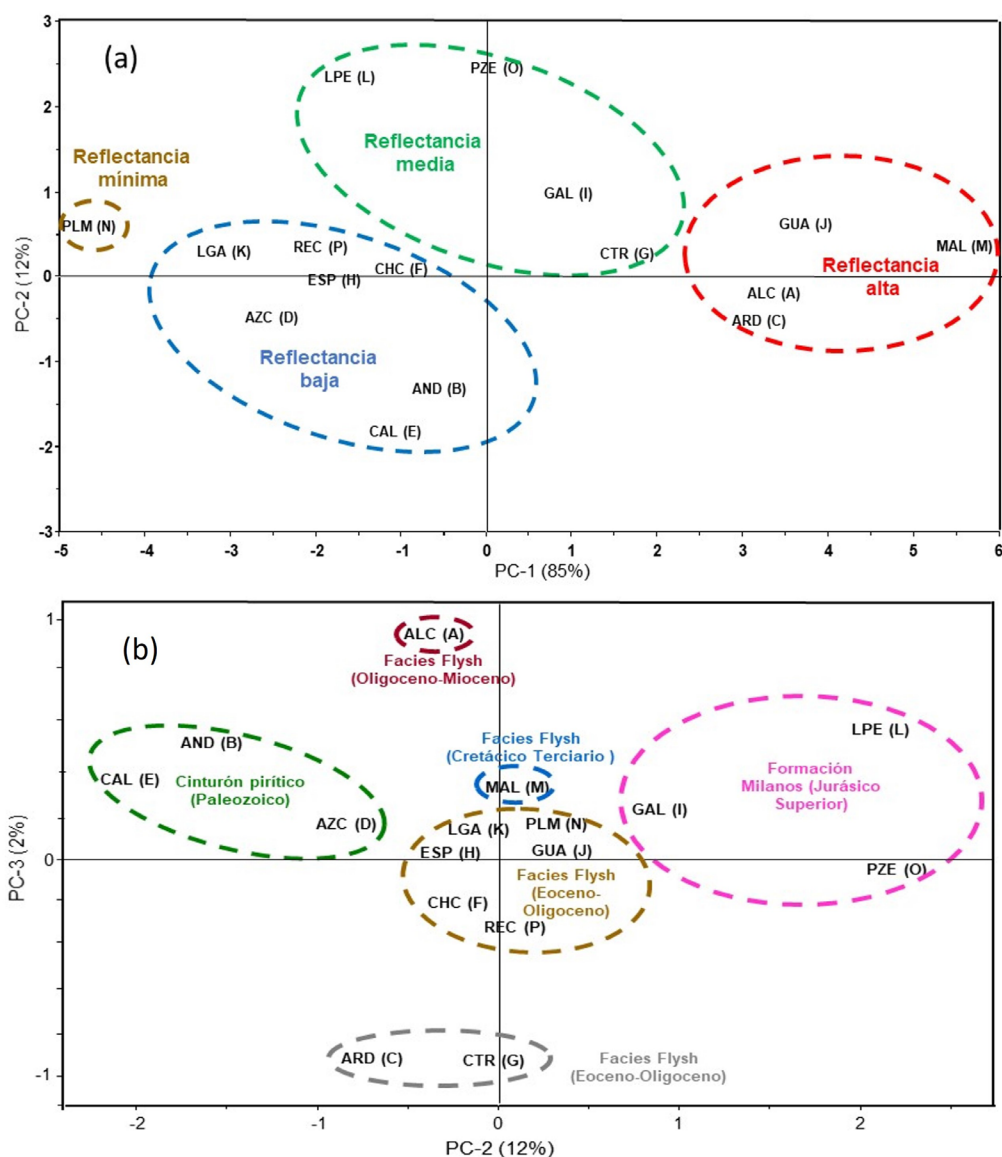 (a)
3
2
1
0
-1
-2
-3
PC-2 (12%)
LPE (L)
PZE (O)
Reflectancia
media
Reflectancia
mínima
GAL (I)
PLM (N)
GUA (J)
LGA (K)
REC (P)
CTR (G)
MAL (M)
ESP (H)
CHC (F)
Reflectancia
alta
ALC (A)
AZC (D)
ARD (C)
Reflectancia
baja
AND (B)
CAL (E)
-5
-4
-3
-2
-1
0
1
2
3
4
5
6
PC-1 (85%)
(b)
1
0
-1
PC-3 (2%)
ALC (A)
Facies Flysh
(Oligoceno-Mioceno)
AND (B)
CAL (E)
Cinturón pirítico
(Paleozoico)
AZC (D)
Facies Flysh
(Cretácico Terciario )
MAL (M)
LPE (L)
Formación
Milanos (Jurásico
Superior)
GAL (I)
PZE (O)
LGA (K)
PLM (N)
ESP (H)
GUA (J)
Facies Flysh
(Eoceno-
Oligoceno)
CHC (F)
REC (P)
ARD (C)
CTR (G)
Facies Flysh
(Eoceno-Oligoceno)
-2
-1
0
1
2
PC-2 (12%)